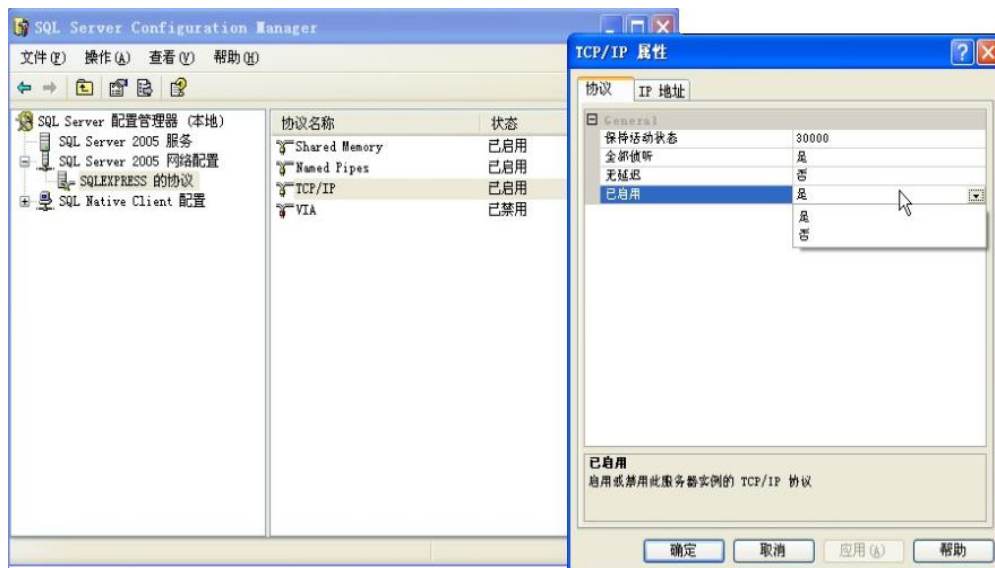 SQL Server Configuration Manager
文件(F) 操作(A) 查看(V) 帮助(H)
SQL Server 配置管理器 (本地)
SQL Server 2005 服务
SQL Server 2005 网络配置
SQLEXPRESS 的协议
SQL Native Client 配置
协议名称 状态
Shared Memory 已启用
Named Pipes 已启用
TCP/IP 已启用
VIA 已禁用
TCP/IP 属性
协议 IP 地址
General
保持活动状态 30000
全部侦听 是
无延迟 否
已启用 是
是
否
已启用
启用或禁用此服务器实例的 TCP/IP 协议
确定 取消 应用(A) 帮助